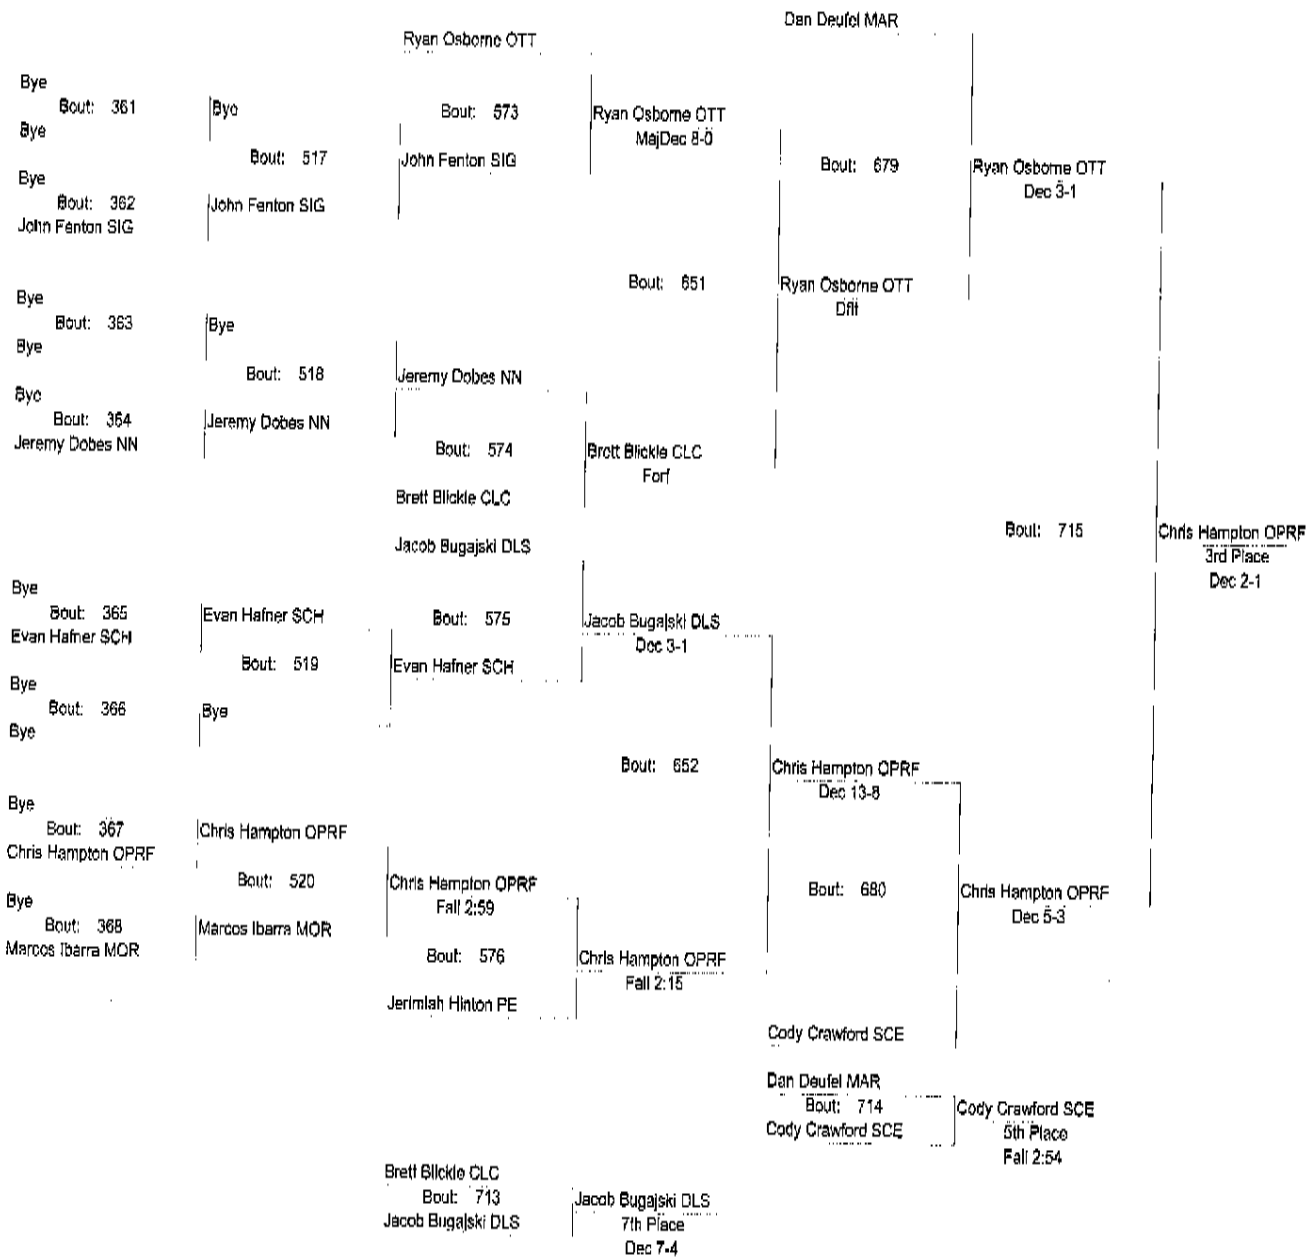 Dan Deufel MAR
Ryan Osborne OTT
Bye
Bout: 361
Bye
Bout: 573
Ryan Osborne OTT
Bye
MajDec 8-0
Bout: 517
John Fenton SIG
Bout: 679
Ryan Osborne OTT
Bye
Dec 3-1
Bout: 362
John Fenton SIG
John Fenton SIG
Bout: 651
Ryan Osborne OTT
Bye
Dflt
Bout: 363
Bye
Bye
Bout: 518
Jeremy Dobes NN
Bye
Bout: 364
Jeremy Dobes NN
Jeremy Dobes NN
Bout: 574
Brett Blickle CLC
Forf
Brett Blickle CLC
Bout: 715
Chris Hampton OPRF
Jacob Bugajski DLS
3rd Place
Dec 2-1
Bye
Bout: 365
Evan Hafner SCH
Bout: 575
Jacob Bugajski DLS
Evan Hafner SCH
Dec 3-1
Bout: 519
Evan Hafner SCH
Bye
Bout: 366
Bye
Bye
Bout: 652
Chris Hampton OPRF
Dec 13-8
Bye
Bout: 367
Chris Hampton OPRF
Chris Hampton OPRF
Bout: 520
Chris Hampton OPRF
Bout: 680
Chris Hampton OPRF
Bye
Fall 2:59
Dec 5-3
Bout: 368
Marcos Ibarra MOR
Marcos Ibarra MOR
Bout: 576
Chris Hampton OPRF
Fall 2:15
Jerimiah Hinton PE
Cody Crawford SCE
Dan Deufel MAR
Bout: 714
Cody Crawford SCE
Cody Crawford SCE
5th Place
Fall 2:54
Brett Blickle CLC
Bout: 713
Jacob Bugajski DLS
Jacob Bugajski DLS
7th Place
Dec 7-4